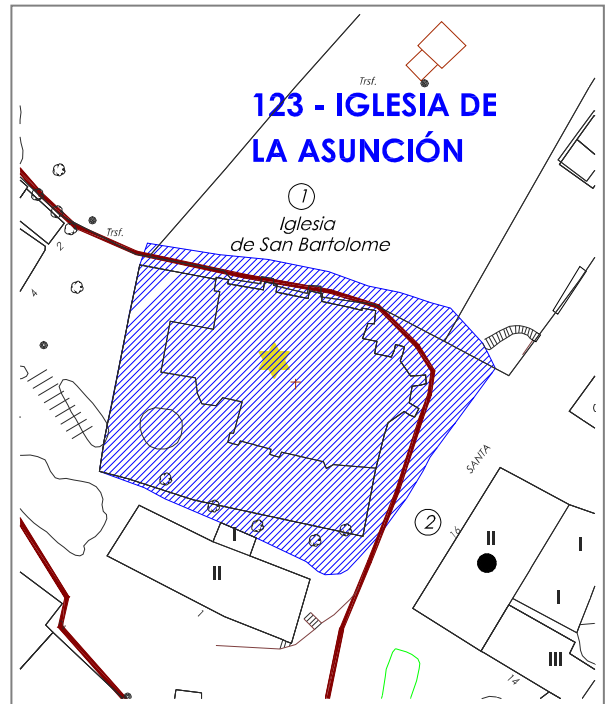 Trsf.
123 - IGLESIA DE
LA ASUNCIÓN
1
Iglesia
de San Bartolome
2
Trsf.
4
SANTA
2
16
II
I
I
II
1
I
III
14